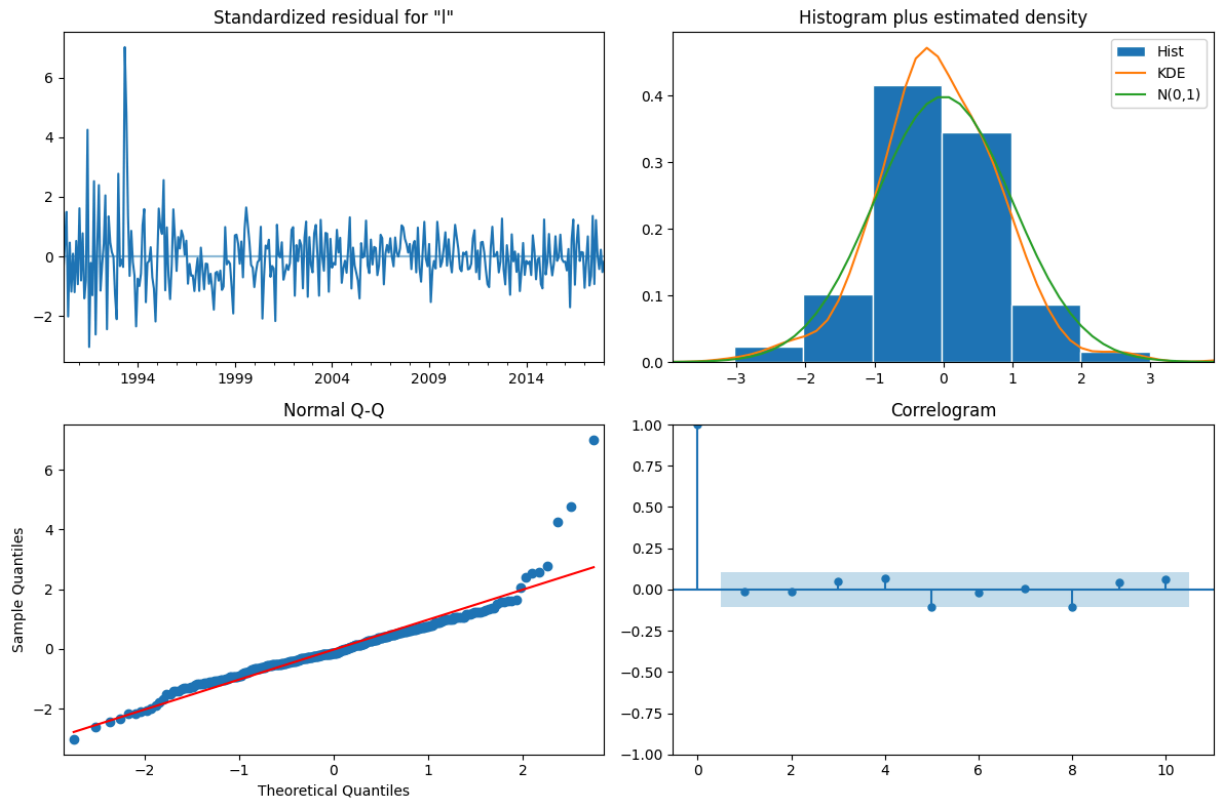 Standardized residual for "l"
6
4
2
0
−2
1994 1999 2004 2009 2014
Histogram plus estimated density
Hist
KDE
N(0,1)
0.4
0.3
0.2
0.1
0.0
−3 −2 −1 0 1 2 3
Normal Q-Q
Sample Quantiles
6
4
2
0
−2
−2 −1 0 1 2
Theoretical Quantiles
Correlogram
1.00
0.75
0.50
0.25
0.00
−0.25
−0.50
−0.75
−1.00
0 2 4 6 8 10